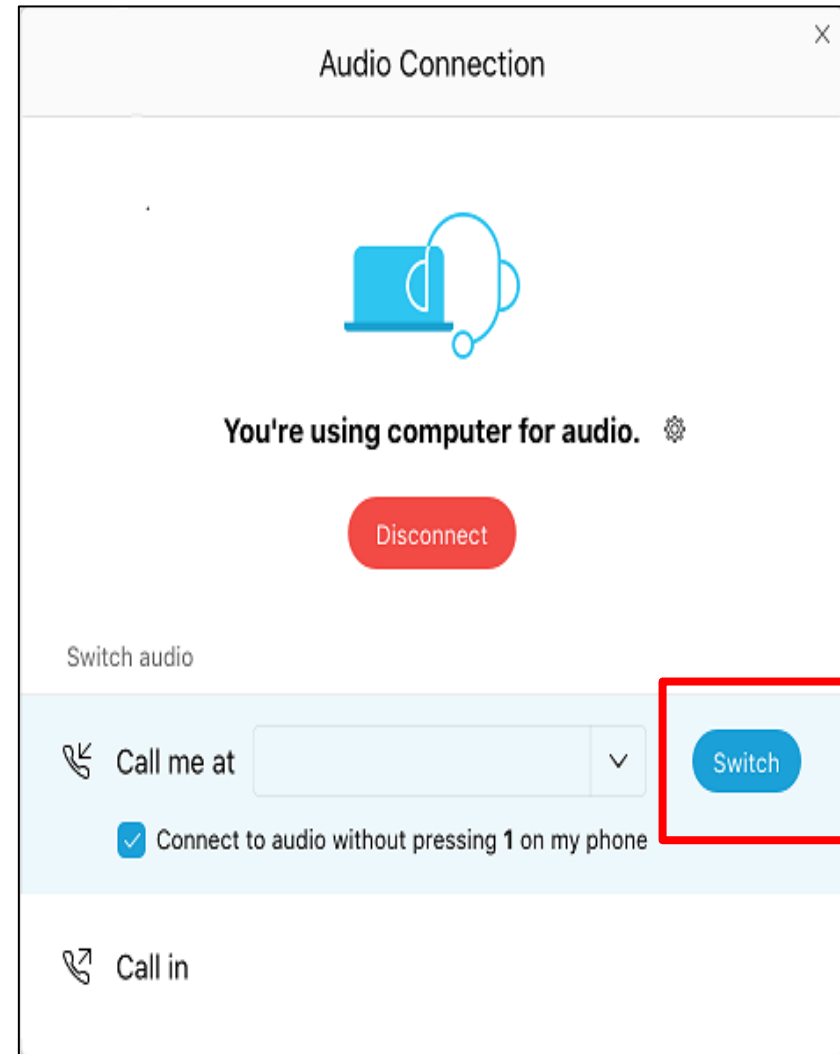 Audio Connection
You're using computer for audio.
Disconnect
Switch audio
Call me at
Switch
Connect to audio without pressing 1 on my phone
Call in